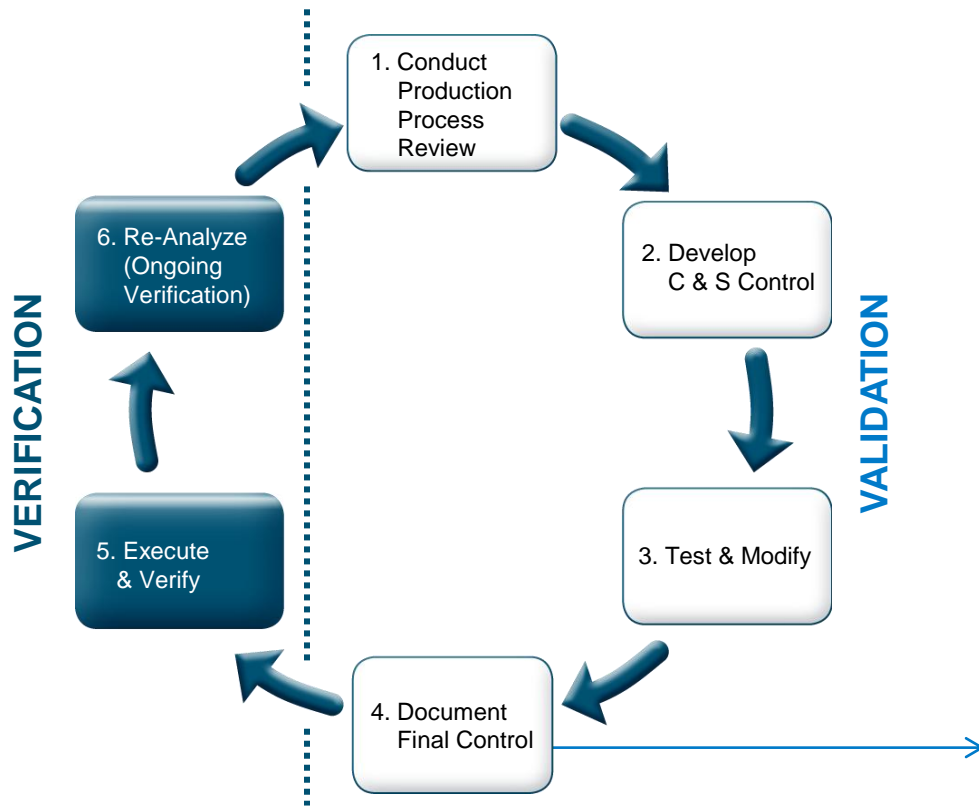 1. Conduct
Production
Process
Review
2. Develop
C & S Control
3. Test & Modify
4. Document
Final Control
5. Execute
& Verify
6. Re-Analyze
(Ongoing
Verification)
VERIFICATION
VALIDATION